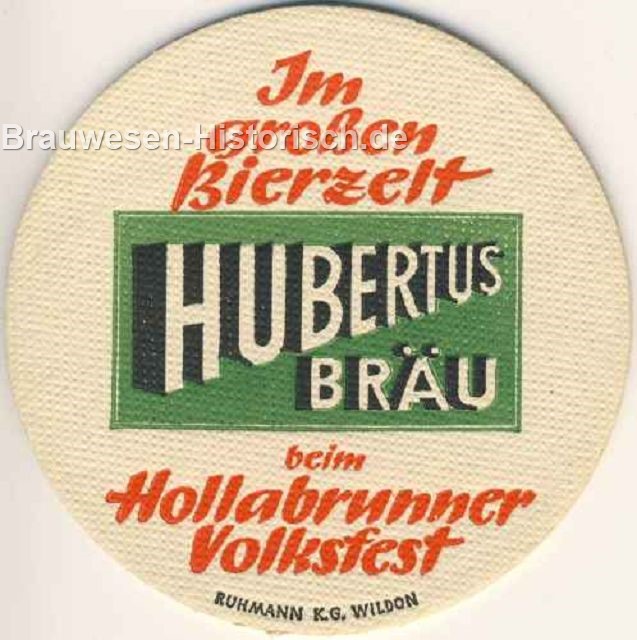 Im
großen
Brauwesen-Historisch.de
Bierzelt
HUBERTUS
BRÄU
beim
Hollabrunner
Volksfest
RUHMANN K.G. WILDON